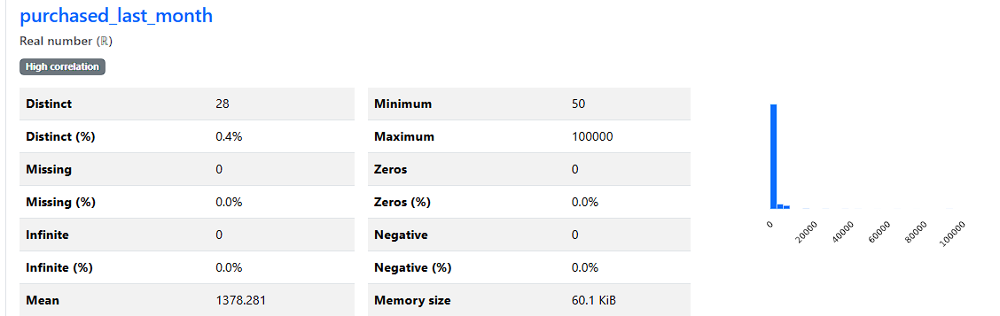 purchased_last_month
Real number (ℝ)
High correlation
Distinct 28
Distinct (%) 0.4%
Missing 0
Missing (%) 0.0%
Infinite 0
Infinite (%) 0.0%
Mean 1378.281
Minimum 50
Maximum 100000
Zeros 0
Zeros (%) 0.0%
Negative 0
Negative (%) 0.0%
Memory size 60.1 KiB
0 20000 40000 60000 80000 100000